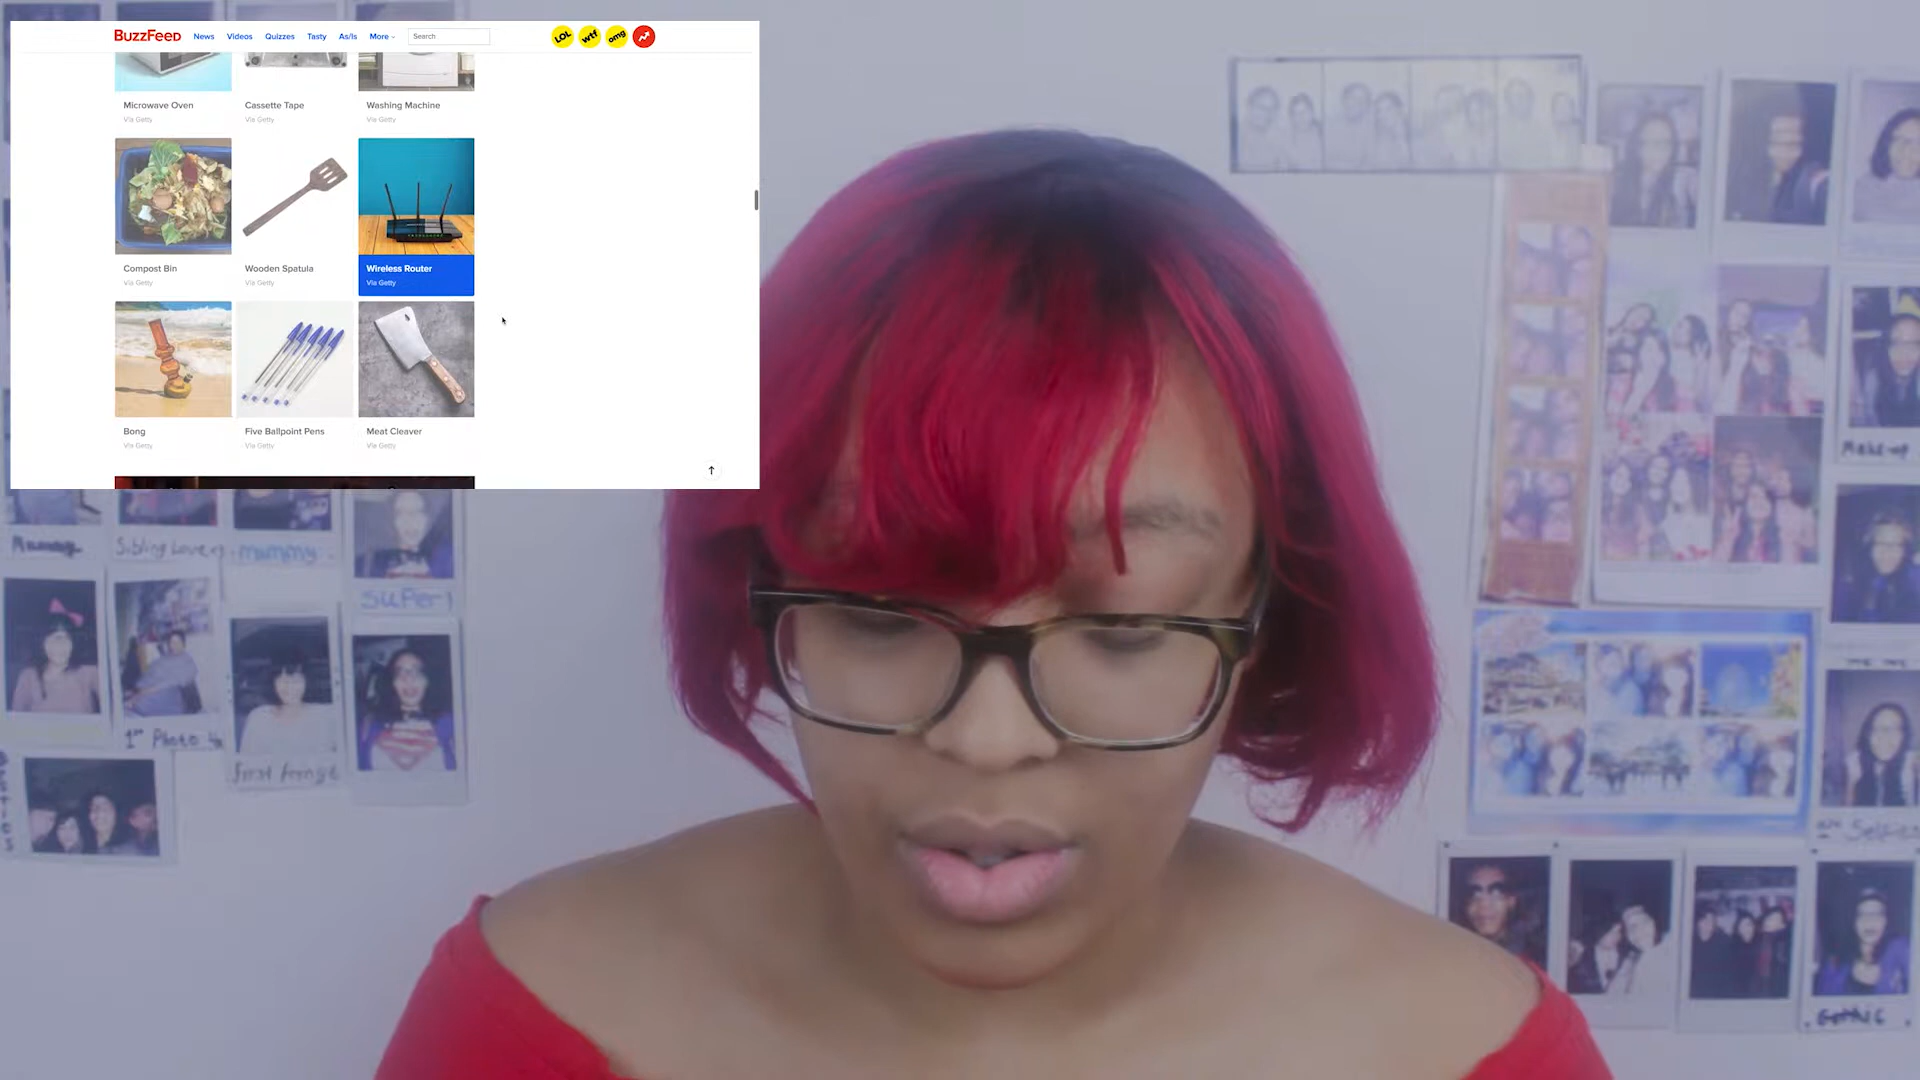 BuzzFeed News Videos Quizzes Tasty As/Is More Search LOL wtf omg
Microwave Oven Cassette Tape Washing Machine
Via Getty Via Getty Via Getty
Compost Bin Wooden Spatula Wireless Router
Via Getty Via Getty Via Getty
Bong Five Ballpoint Pens Meat Cleaver
Via Getty Via Getty Via Getty
Make-up
Sibling Love mummy
Super
1st Photo
first fringe